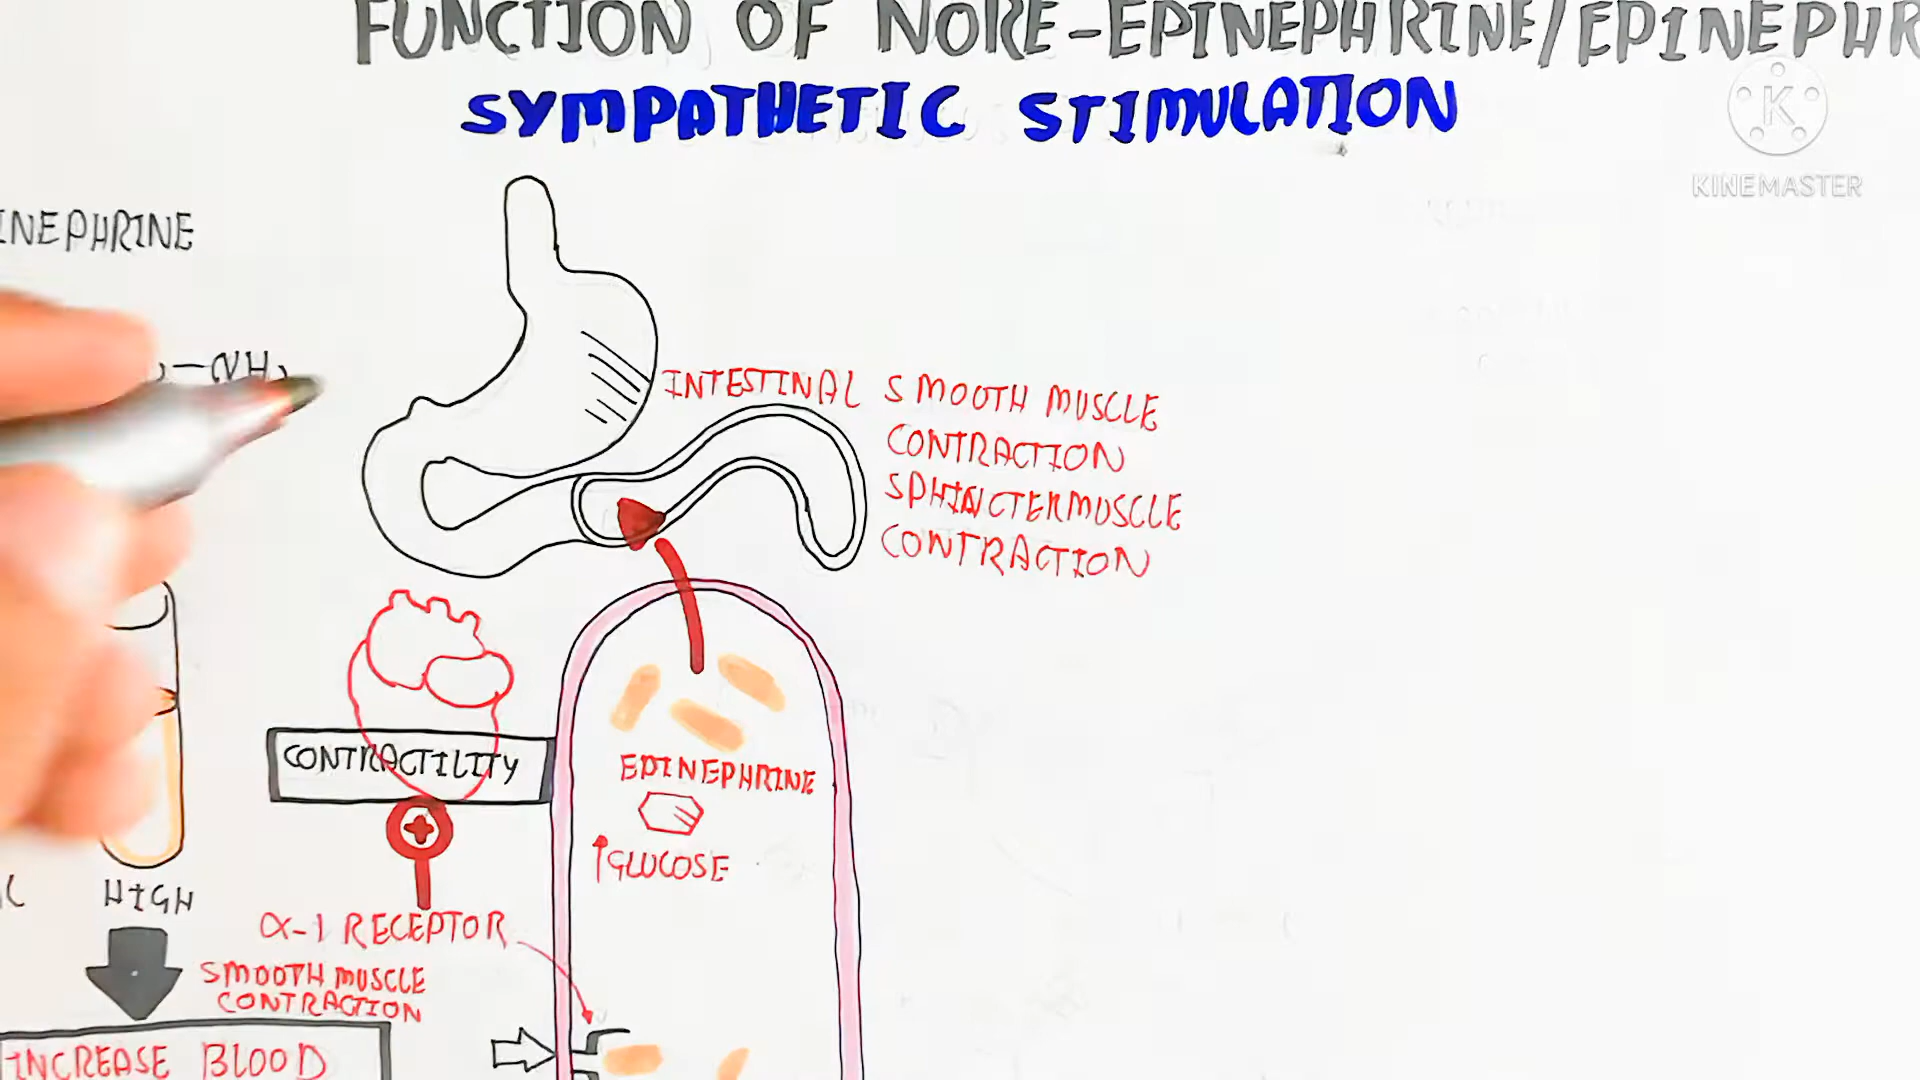 FUNCTION OF NORE-EPINEPHRINE/EPINEPHR
SYMPATHETIC STIMULATION
K
KINEMASTER
INEPHRINE
-NH2
INTESTINAL SMOOTH MUSCLE
CONTRACTION
SPHINCTER MUSCLE
CONTRACTION
CONTRACTILITY
EPINEPHRINE
↑GLUCOSE
HIGH
α-1 RECEPTOR
SMOOTH MUSCLE
CONTRACTION
INCREASE BLOOD